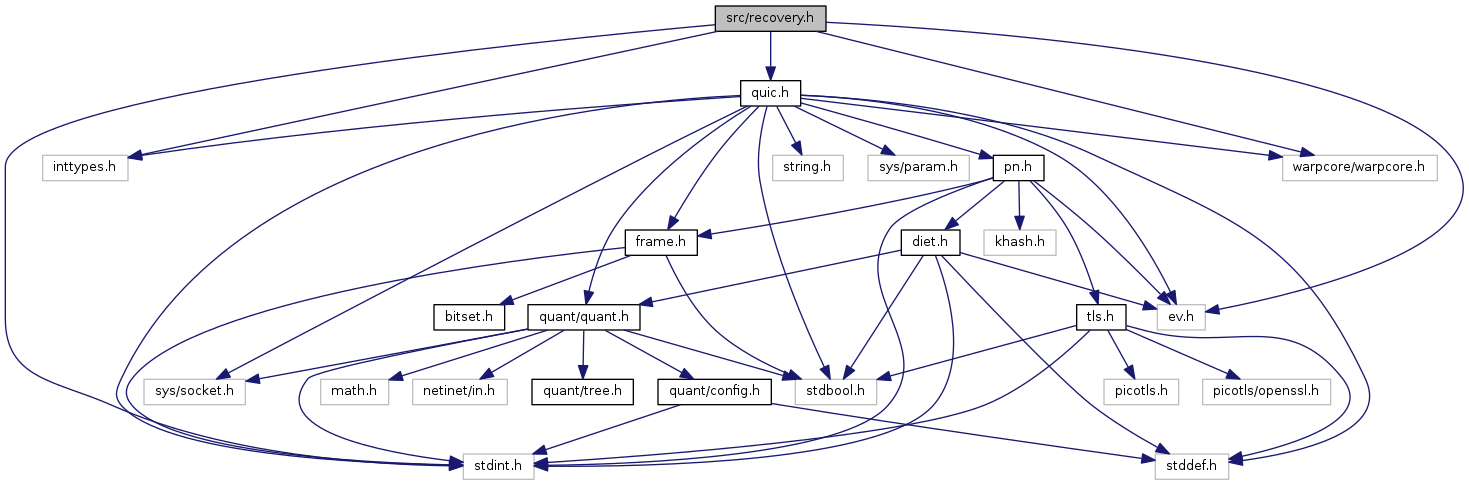 src/recovery.h
quic.h
inttypes.h
string.h
sys/param.h
pn.h
warpcore/warpcore.h
frame.h
diet.h
khash.h
bitset.h
quant/quant.h
tls.h
ev.h
sys/socket.h
math.h
netinet/in.h
quant/tree.h
quant/config.h
stdbool.h
picotls.h
picotls/openssl.h
stdint.h
stddef.h